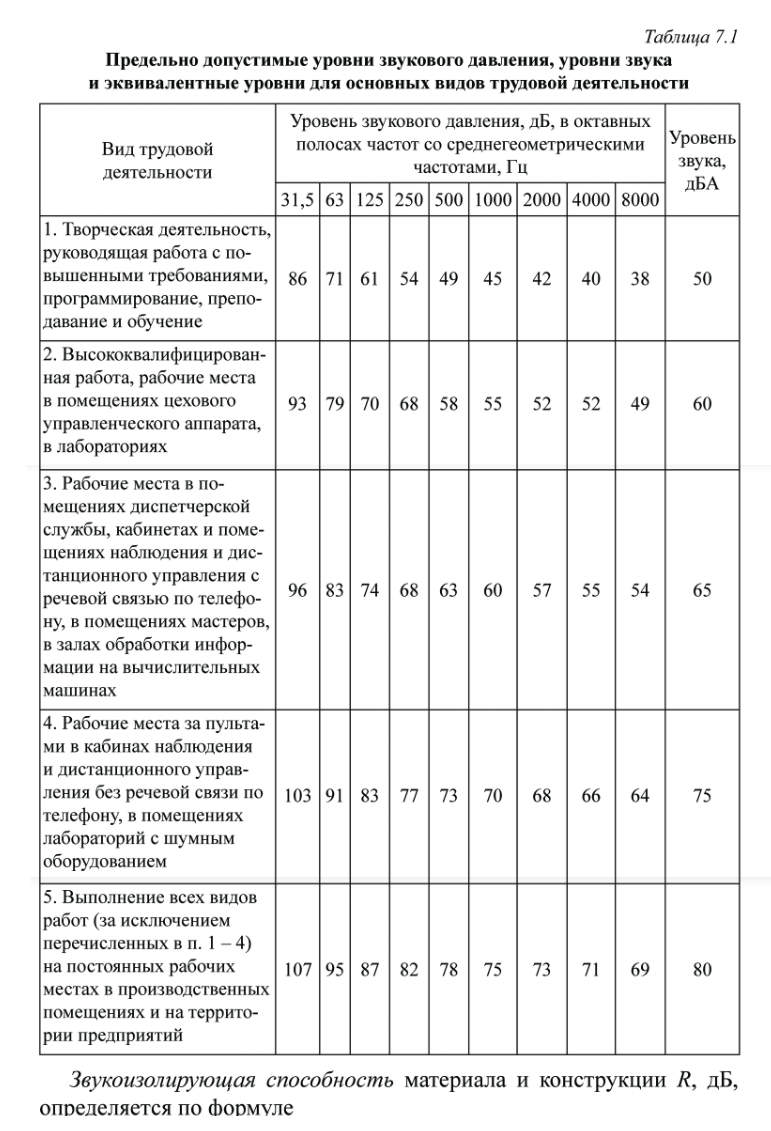 Таблица 7.1
Предельно допустимые уровни звукового давления, уровни звука
и эквивалентные уровни для основных видов трудовой деятельности
Вид трудовой
деятельности
Уровень звукового давления, дБ, в октавных
полосах частот со среднегеометрическими
частотами, Гц
Уровень
звука,
дБА
31,5 63 125 250 500 1000 2000 4000 8000
1. Творческая деятельность,
руководящая работа с по-
вышенными требованиями,
программирование, препо-
давание и обучение
86 71 61 54 49 45 42 40 38 50
2. Высококвалифицирован-
ная работа, рабочие места
в помещениях цехового
управленческого аппарата,
в лабораториях
93 79 70 68 58 55 52 52 49 60
3. Рабочие места в по-
мещениях диспетчерской
службы, кабинетах и поме-
щениях наблюдения и дис-
танционного управления с
речевой связью по телефо-
ну, в помещениях мастеров,
в залах обработки инфор-
мации на вычислительных
машинах
96 83 74 68 63 60 57 55 54 65
4. Рабочие места за пульта-
ми в кабинах наблюдения
и дистанционного управ-
ления без речевой связи по
телефону, в помещениях
лабораторий с шумным
оборудованием
103 91 83 77 73 70 68 66 64 75
5. Выполнение всех видов
работ (за исключением
перечисленных в п. 1 – 4)
на постоянных рабочих
местах в производственных
помещениях и на террито-
рии предприятий
107 95 87 82 78 75 73 71 69 80
Звукоизолирующая способность материала и конструкции R, дБ,
определяется по формуле